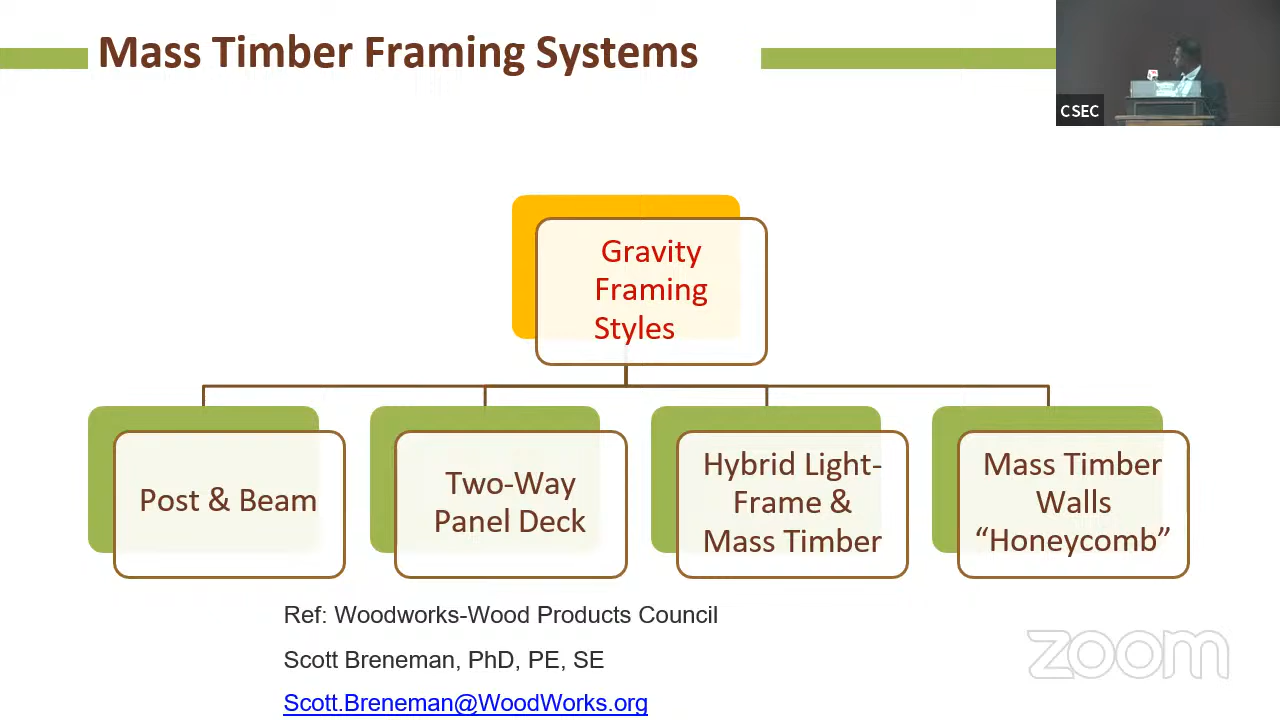 Mass Timber Framing Systems
CSEC
Gravity
Framing
Styles
Post & Beam
Two-Way
Panel Deck
Hybrid Light-
Frame &
Mass Timber
Mass Timber
Walls
“Honeycomb”
Ref: Woodworks-Wood Products Council
Scott Breneman, PhD, PE, SE
Scott.Breneman@WoodWorks.org
zoom